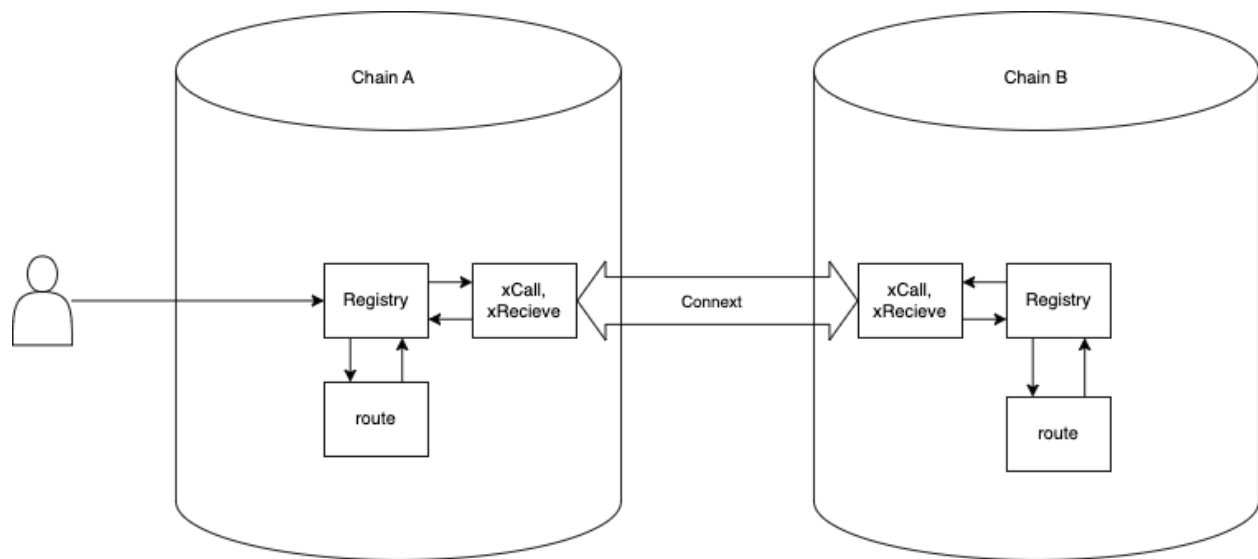 Chain A
Chain B
Registry
xCall,
xRecieve
Connext
xCall,
xRecieve
Registry
route
route